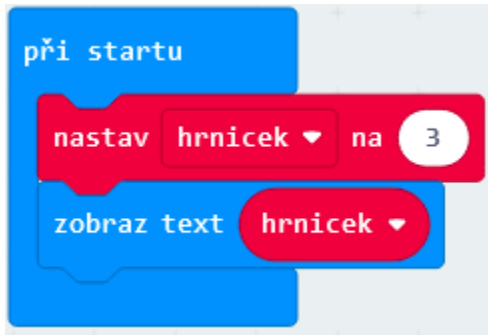 při startu
nastav hrnicek na 3
zobraz text hrnicek